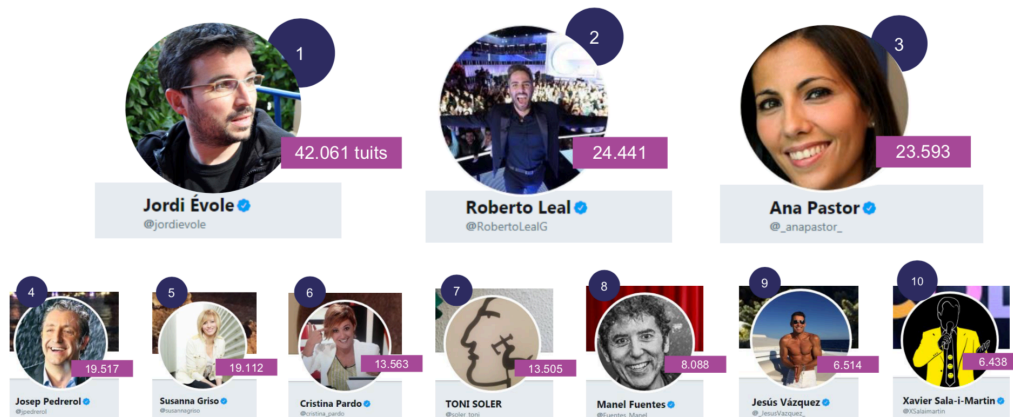 1
2
3
42.061 tuits
24.441
23.593
Jordi Évole
@jordievole
Roberto Leal
@RobertoLealG
Ana Pastor
@_anapastor_
4
5
6
7
8
9
10
19.517
19.112
13.563
13.505
8.088
6.514
6.438
Josep Pedrerol
@jpedrerol
Susanna Griso
@susannagriso
Cristina Pardo
@cristina_pardo
TONI SOLER
@soler_toni
Manel Fuentes
@Fuentes_Manel
Jesús Vázquez
@_JesusVazquez_
Xavier Sala-i-Martin
@XSalaimartin